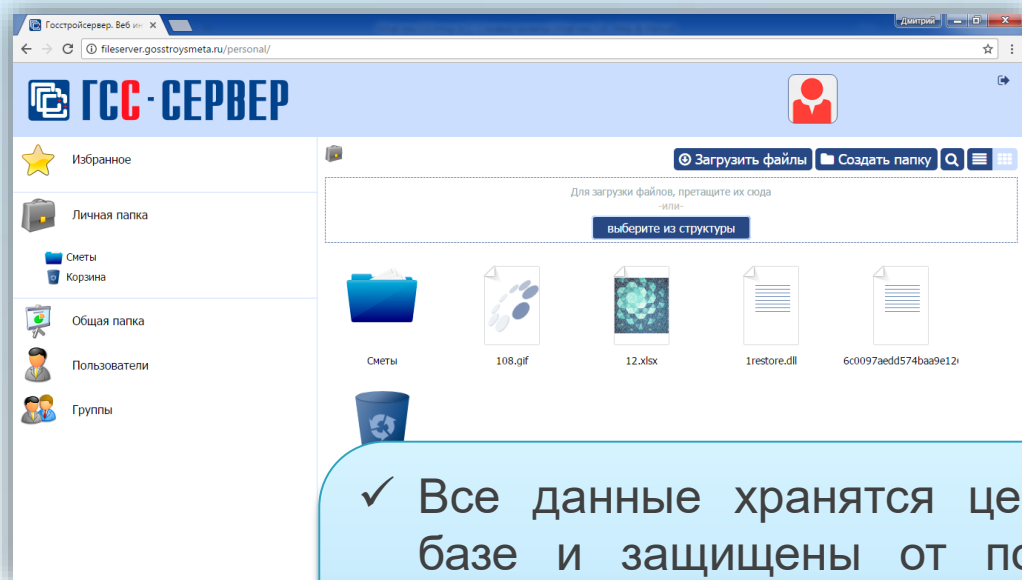 Госстройсервер. Веб ин
Дмитрий
fileserver.gosstroysmeta.ru/personal/
ГСС-СЕРВЕР
Избранное
Загрузить файлы
Создать папку
Для загрузки файлов, претащите их сюда
-или-
выберите из структуры
Личная папка
Сметы
Корзина
Общая папка
Пользователи
Группы
Сметы
108.gif
12.xlsx
1restore.dll
6c0097aedd574baa9e12
✓ Все данные хранятся це
базе и защищены от по